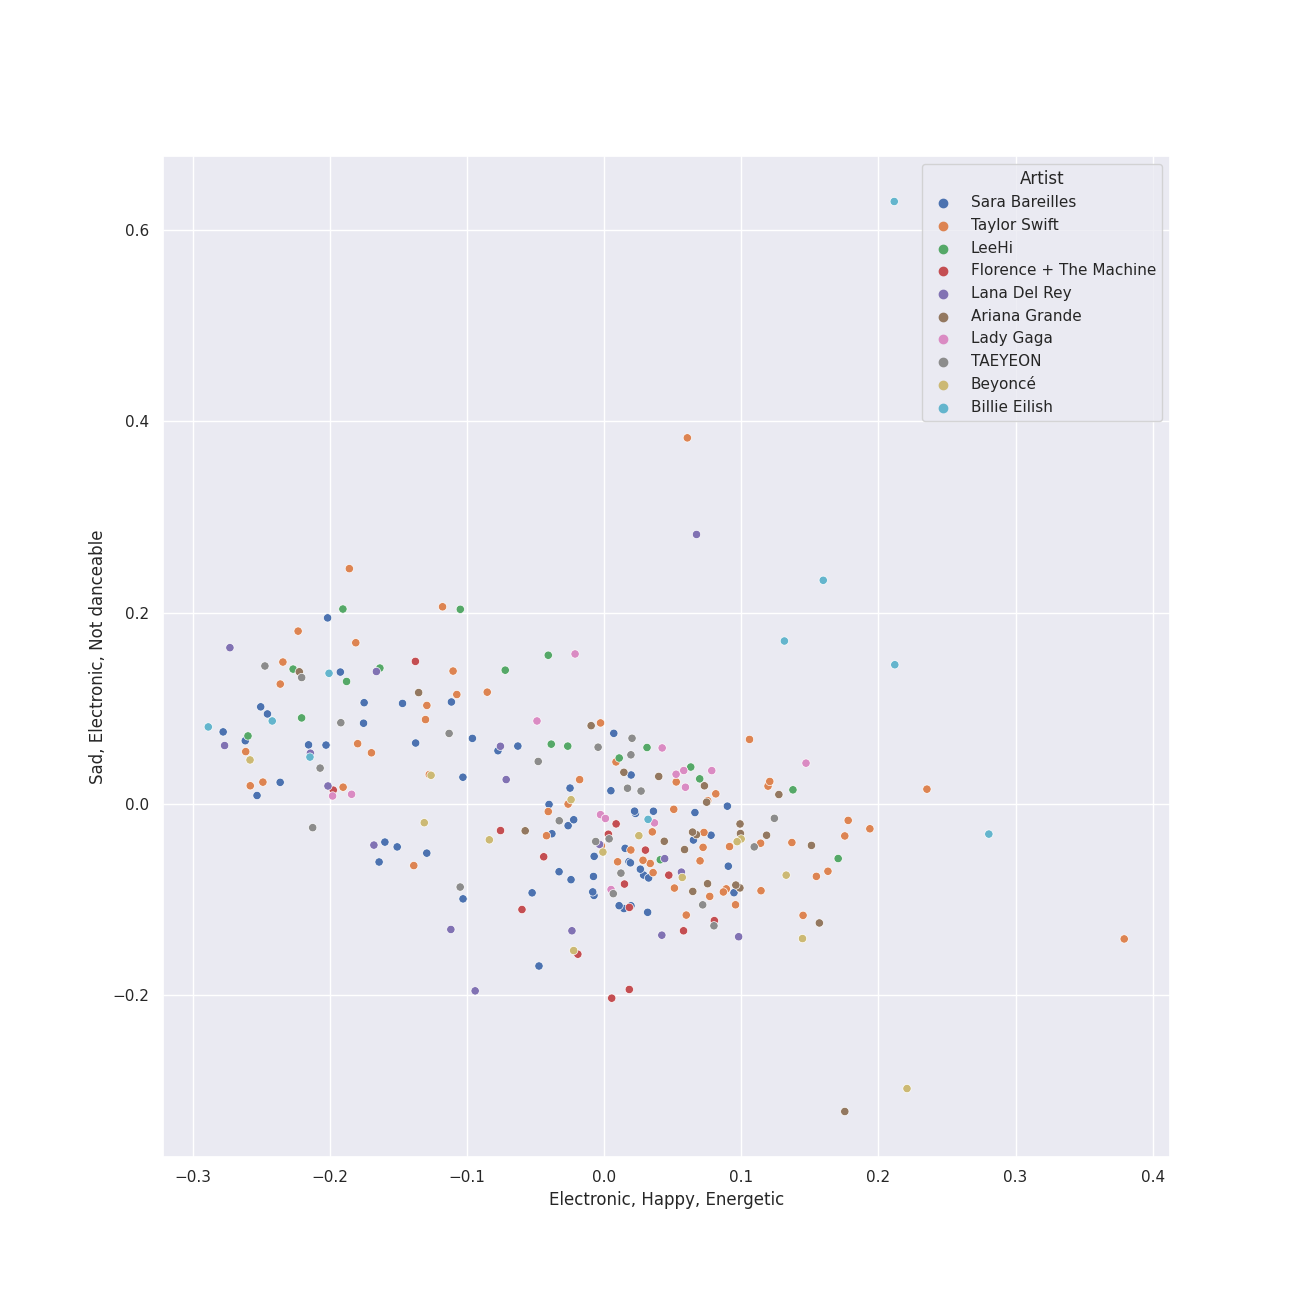 Artist
Sara Bareilles
Taylor Swift
LeeHi
Florence + The Machine
Lana Del Rey
Ariana Grande
Lady Gaga
TAEYEON
Beyoncé
Billie Eilish
0.6
0.4
0.2
0.0
−0.2
Sad, Electronic, Not danceable
−0.3 −0.2 −0.1 0.0 0.1 0.2 0.3 0.4
Electronic, Happy, Energetic